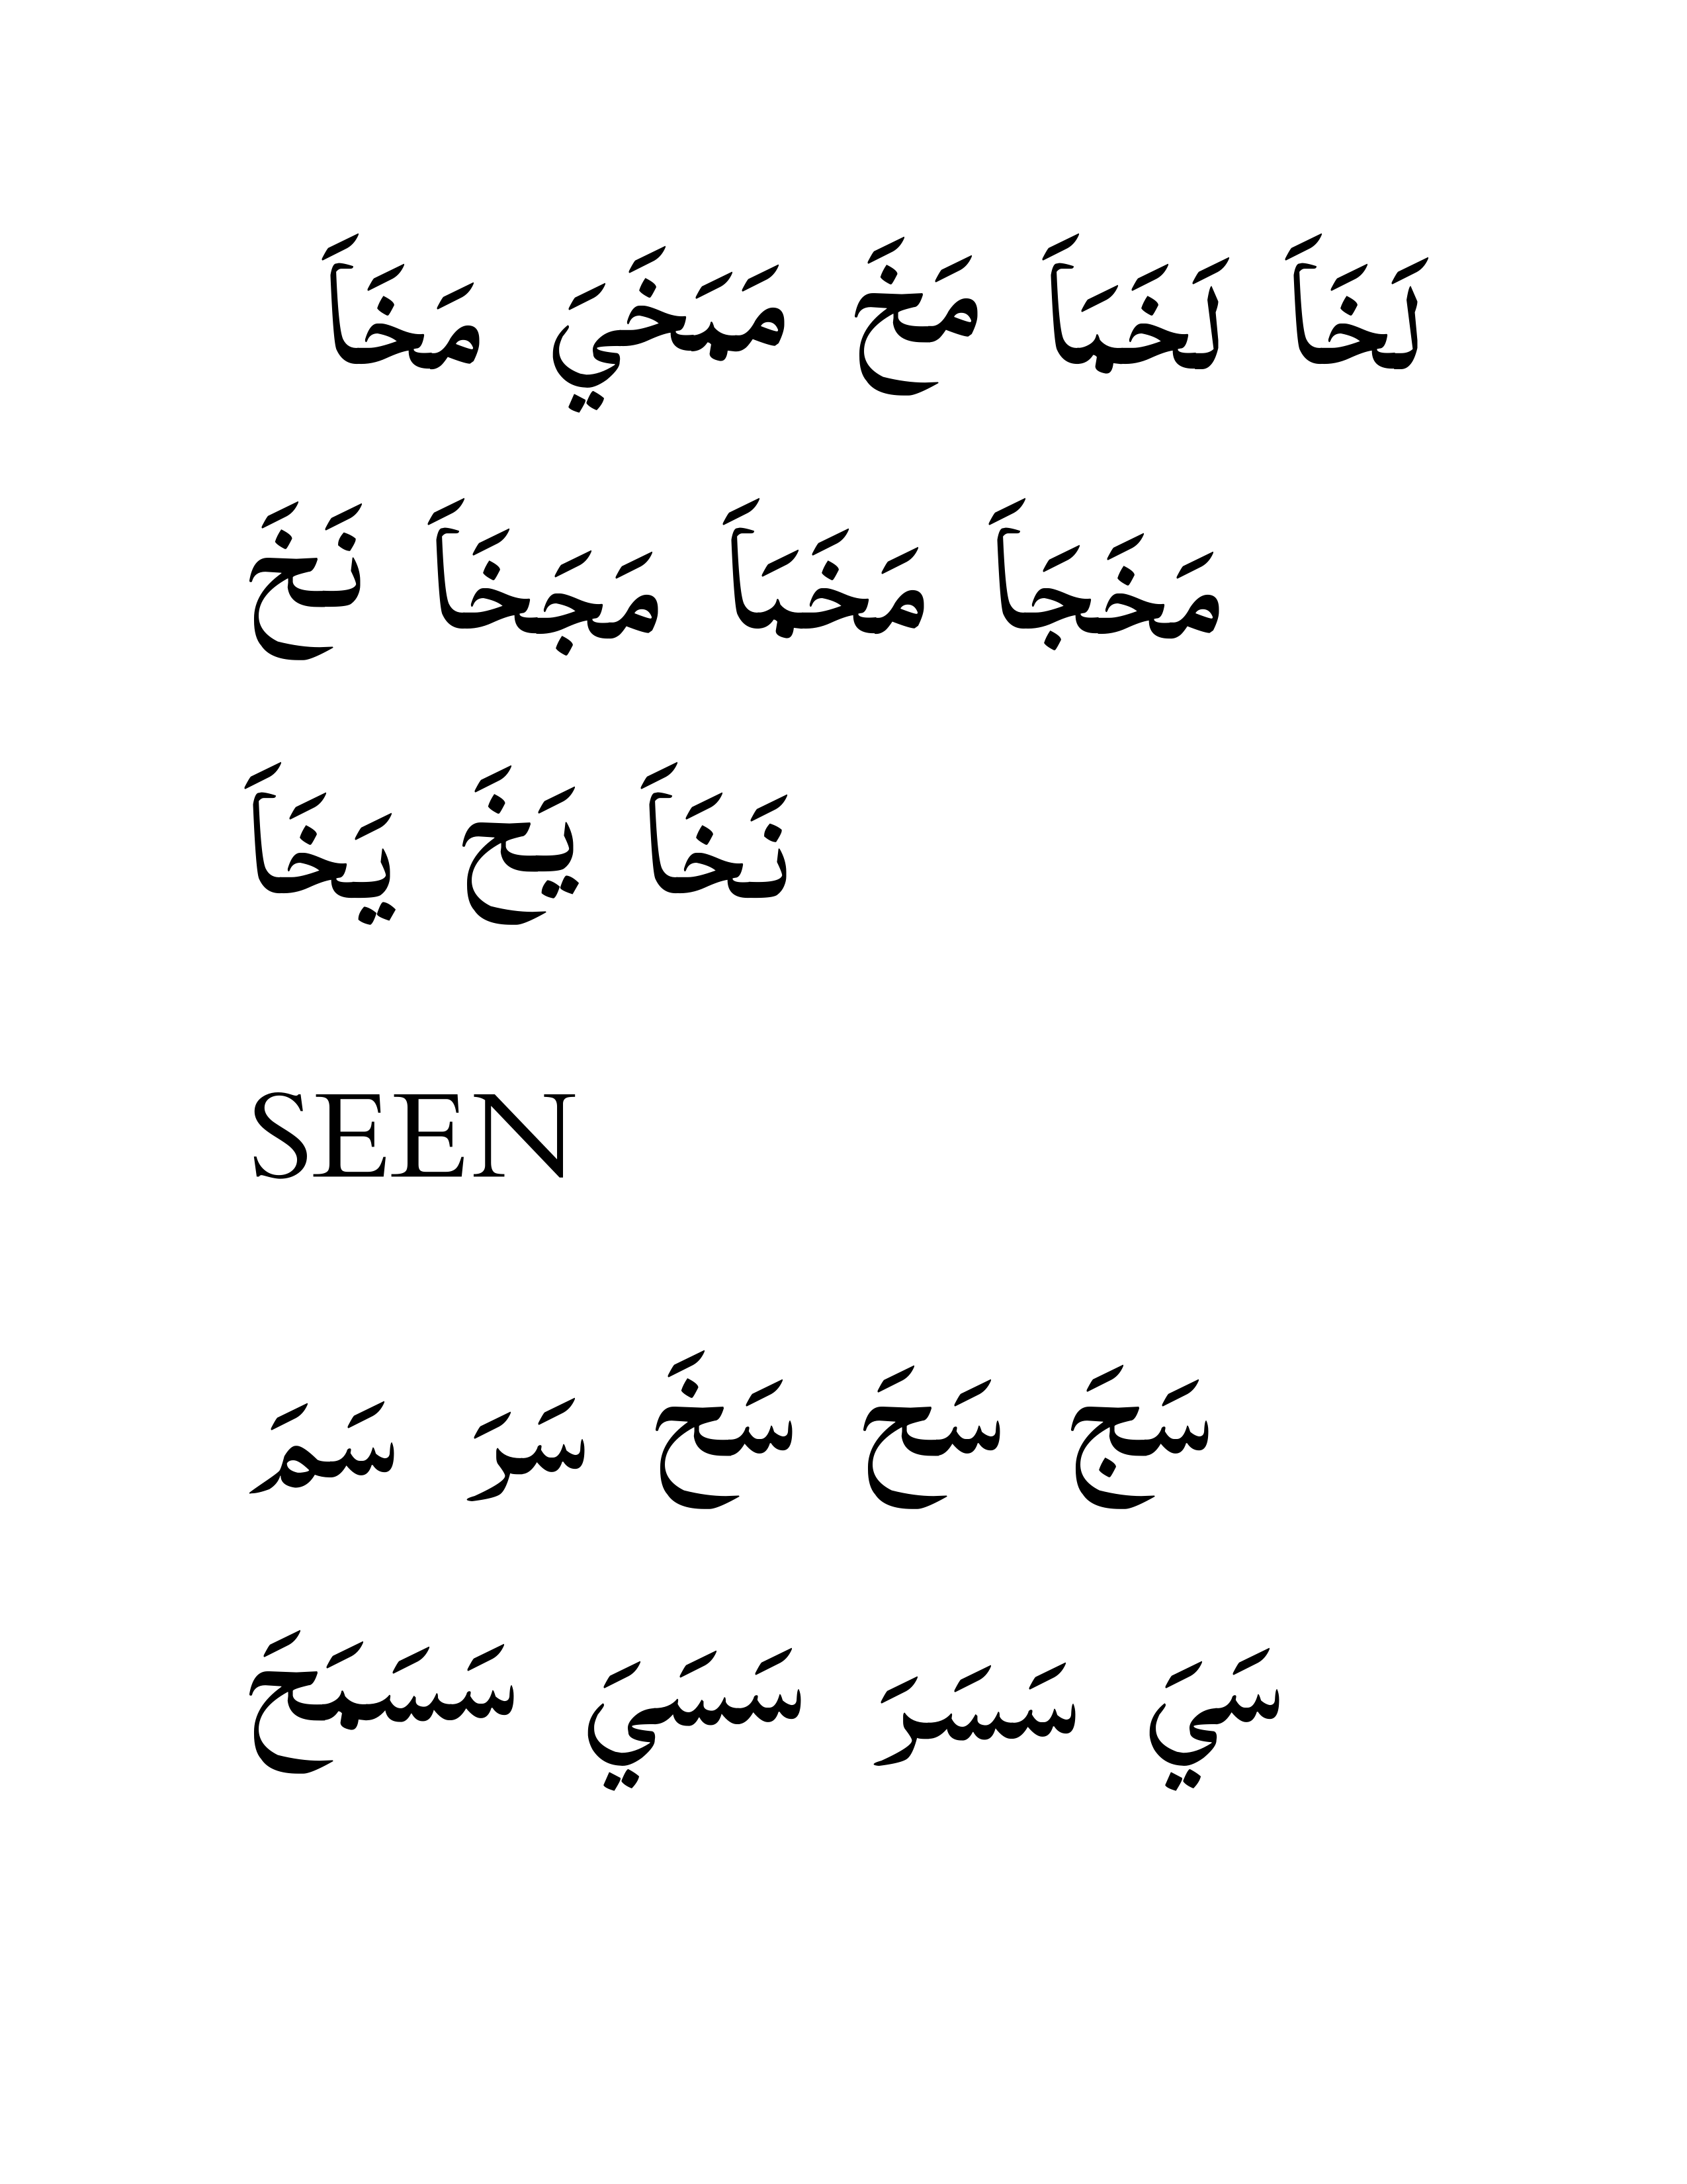 لَخَاَ لَخَمَاَ مَخَ مَمَخَيَ مَخَاَ
مَخَبَاَ مَخَمَاَ مَجَخَاَ نَخَ
نَخَاَ يَخَ يَخَاَ
SEEN
سَجَ سَحَ سَخَ سَرَ سَمَ
سَيَ سَسَرَ سَسَيَ سَسَمَحَ